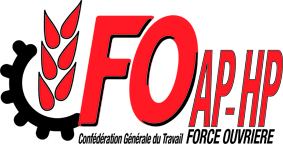 FO AP-HP
Confédération Générale du Travail FORCE OUVRIERE